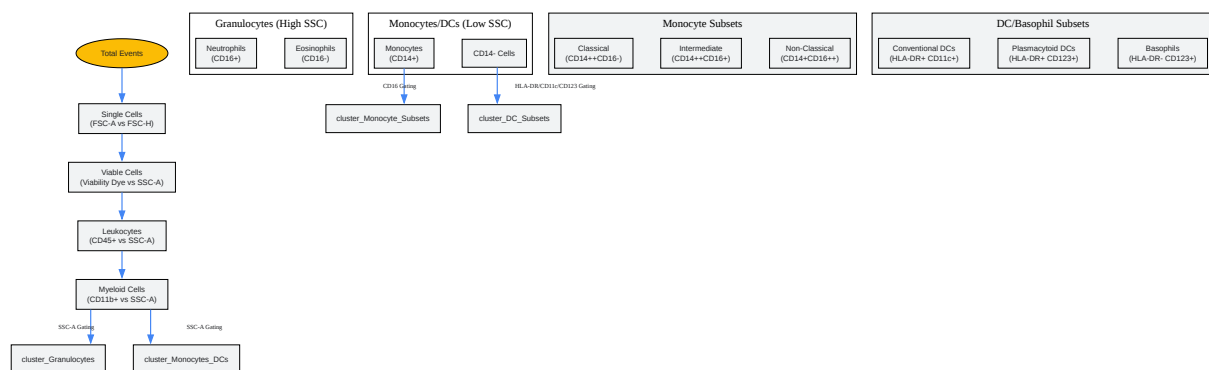 Total Events
Single Cells
(FSC-A vs FSC-H)
Viable Cells
(Viability Dye vs SSC-A)
Leukocytes
(CD45+ vs SSC-A)
Myeloid Cells
(CD11b+ vs SSC-A)
SSC-A Gating
SSC-A Gating
cluster_Granulocytes
cluster_Monocytes_DCs
Granulocytes (High SSC)
Neutrophils
(CD16+)
Eosinophils
(CD16-)
Monocytes/DCs (Low SSC)
Monocytes
(CD14+)
CD14- Cells
CD16 Gating
HLA-DR/CD11c/CD123 Gating
cluster_Monocyte_Subsets
cluster_DC_Subsets
Monocyte Subsets
Classical
(CD14++CD16-)
Intermediate
(CD14++CD16+)
Non-Classical
(CD14+CD16++)
DC/Basophil Subsets
Conventional DCs
(HLA-DR+ CD11c+)
Plasmacytoid DCs
(HLA-DR+ CD123+)
Basophils
(HLA-DR- CD123+)